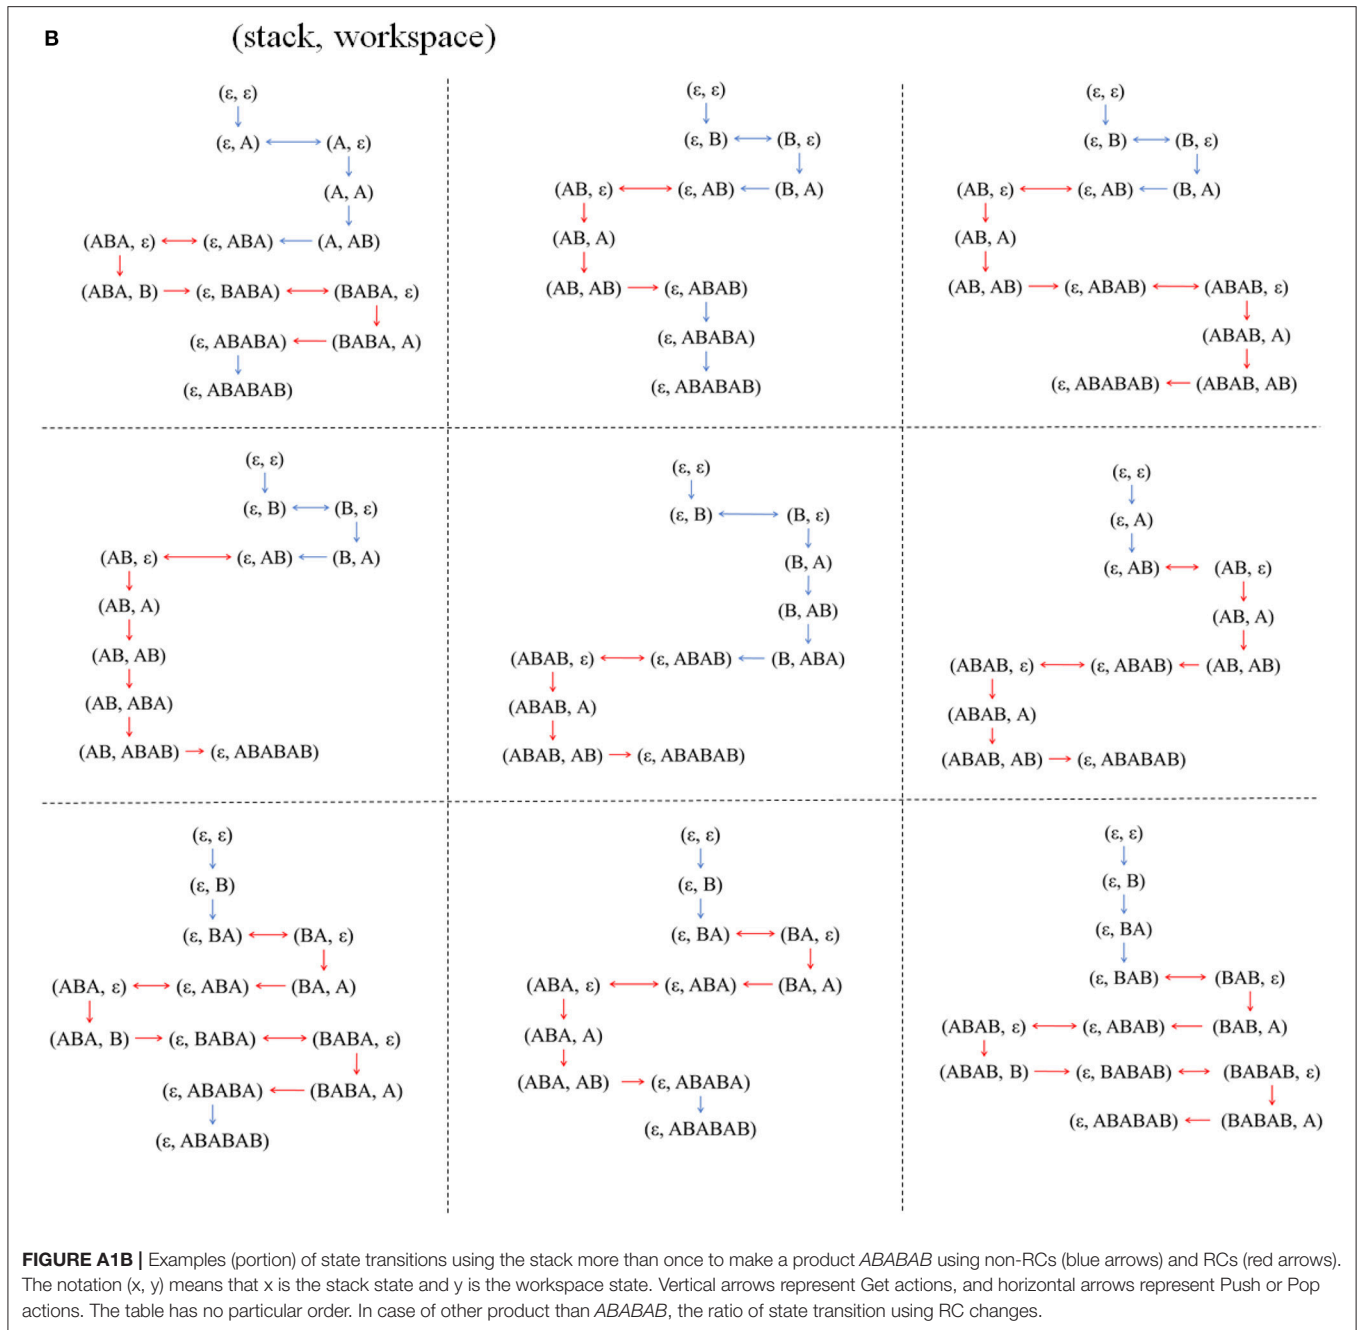 B (stack, workspace)
(ε, ε)
(ε, A) (A, ε)
(A, A)
(ABA, ε) (ε, ABA) (A, AB)
(ABA, B) (ε, BABA) (BABA, ε)
(ε, ABABA) (BABA, A)
(ε, ABABAB)
(ε, ε)
(ε, B) (B, ε)
(AB, ε) (ε, AB) (B, A)
(AB, A)
(AB, AB) (ε, ABAB)
(ε, ABABA)
(ε, ABABAB)
(ε, ε)
(ε, B) (B, ε)
(AB, ε) (ε, AB) (B, A)
(AB, A)
(AB, AB) (ε, ABAB) (ABAB, ε)
(ABAB, A)
(ε, ABABAB) (ABAB, AB)
(ε, ε)
(ε, B) (B, ε)
(AB, ε) (ε, AB) (B, A)
(AB, A)
(AB, AB)
(AB, ABA)
(AB, ABAB) (ε, ABABAB)
(ε, ε)
(ε, B) (B, ε)
(B, A)
(B, AB)
(ABAB, ε) (ε, ABAB) (B, ABA)
(ABAB, A)
(ABAB, AB) (ε, ABABAB)
(ε, ε)
(ε, A)
(ε, AB) (AB, ε)
(AB, A)
(ABAB, ε) (ε, ABAB) (AB, AB)
(ABAB, A)
(ABAB, AB) (ε, ABABAB)
(ε, ε)
(ε, B)
(ε, BA) (BA, ε)
(ABA, ε) (ε, ABA) (BA, A)
(ABA, B) (ε, BABA) (BABA, ε)
(ε, ABABA) (BABA, A)
(ε, ABABAB)
(ε, ε)
(ε, B)
(ε, BA) (BA, ε)
(ABA, ε) (ε, ABA) (BA, A)
(ABA, A)
(ABA, AB) (ε, ABABA)
(ε, ABABAB)
(ε, ε)
(ε, B)
(ε, BA)
(ε, BAB) (BAB, ε)
(ABAB, ε) (ε, ABAB) (BAB, A)
(ABAB, B) (ε, BABAB) (BABAB, ε)
(ε, ABABAB) (BABAB, A)
FIGURE A1B | Examples (portion) of state transitions using the stack more than once to make a product ABABAB using non-RCs (blue arrows) and RCs (red arrows).
The notation (x, y) means that x is the stack state and y is the workspace state. Vertical arrows represent Get actions, and horizontal arrows represent Push or Pop
actions. The table has no particular order. In case of other product than ABABAB, the ratio of state transition using RC changes.